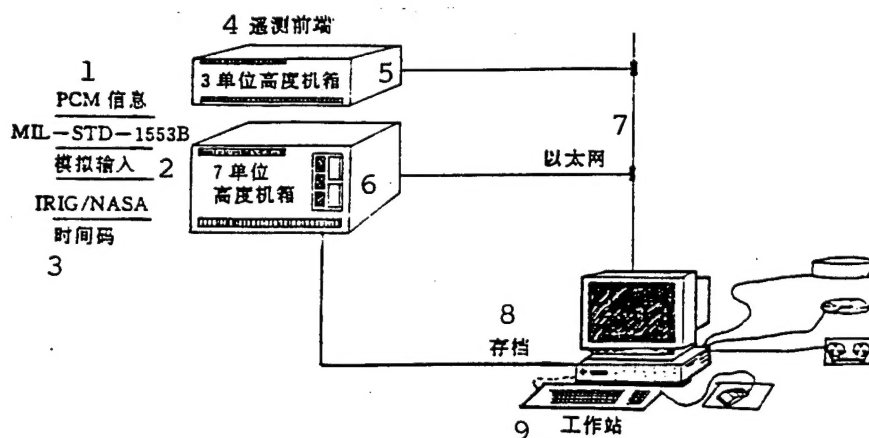 4 遥测前端
1
3 单位高度机箱 5
PCM 信息
MIL-STD-1553B
模拟输入 2
7 单位
高度机箱 6
IRIG/NASA
时间码
3
7
以太网
8
存档
9 工作站